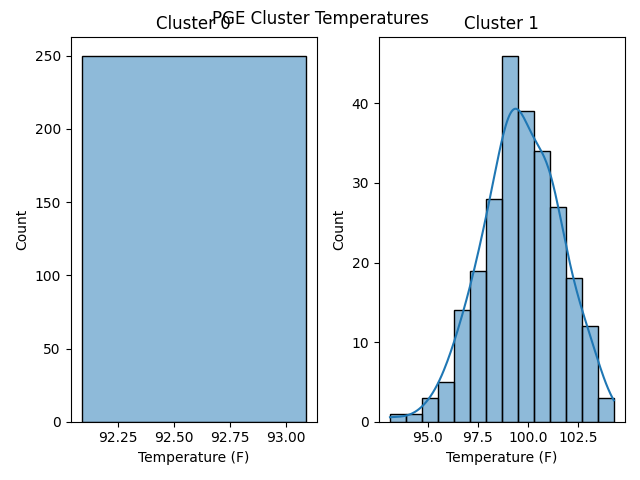 PGE Cluster Temperatures
Cluster 0
Cluster 1
250
200
150
100
50
0
Count
92.25 92.50 92.75 93.00
Temperature (F)
40
30
20
10
0
Count
95.0 97.5 100.0 102.5
Temperature (F)